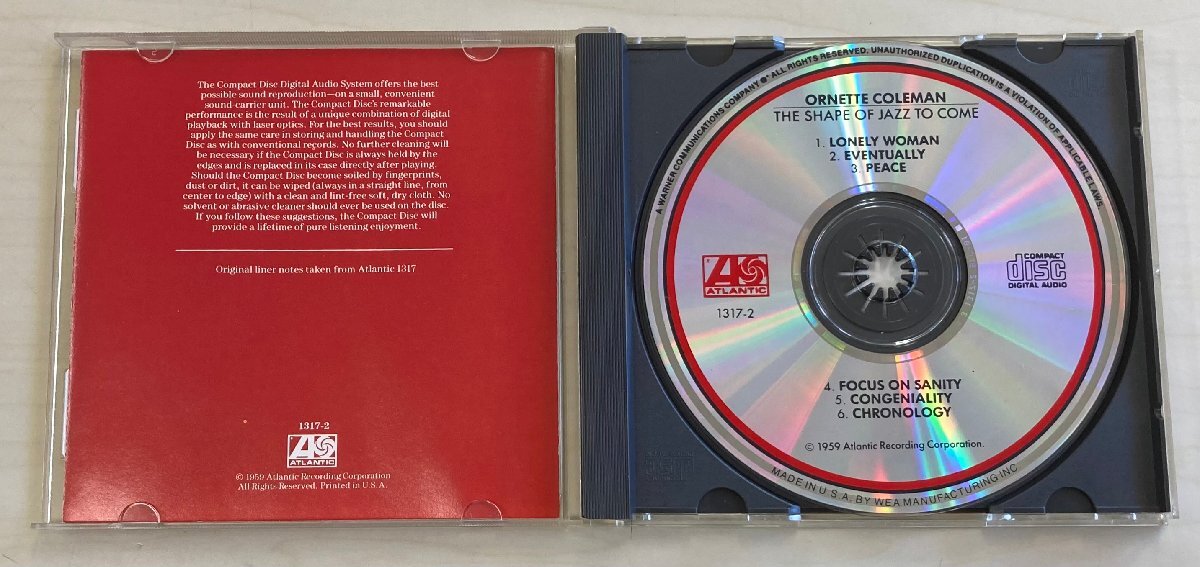 The Compact Disc Digital Audio System offers the best
possible sound reproduction—on a small, convenient
sound-carrier unit. The Compact Disc's remarkable
performance is the result of a unique combination of digital
playback with laser optics. For the best results, you should
apply the same care in storing and handling the Compact
Disc as with conventional records. No further cleaning will
be necessary if the Compact Disc is always held by the
edges and is replaced in its case directly after playing.
Should the Compact Disc become soiled by fingerprints,
dust or dirt, it can be wiped (always in a straight line, from
center to edge) with a clean and lint-free soft, dry cloth. No
solvent or abrasive cleaner should ever be used on the disc.
If you follow these suggestions, the Compact Disc will
provide a lifetime of pure listening enjoyment.
Original liner notes taken from Atlantic 1317
1317-2
ATLANTIC
© 1959 Atlantic Recording Corporation
All Rights Reserved. Printed in U.S.A.
A WARNER COMMUNICATIONS COMPANY ℗® ALL RIGHTS RESERVED. UNAUTHORIZED DUPLICATION IS A VIOLATION OF APPLICABLE LAWS.
ORNETTE COLEMAN
THE SHAPE OF JAZZ TO COME
1. LONELY WOMAN
2. EVENTUALLY
3. PEACE
ATLANTIC
1317-2
COMPACT
disc
DIGITAL AUDIO
4. FOCUS ON SANITY
5. CONGENIALITY
6. CHRONOLOGY
© 1959 Atlantic Recording Corporation.
MADE IN U.S.A. BY WEA MANUFACTURING INC